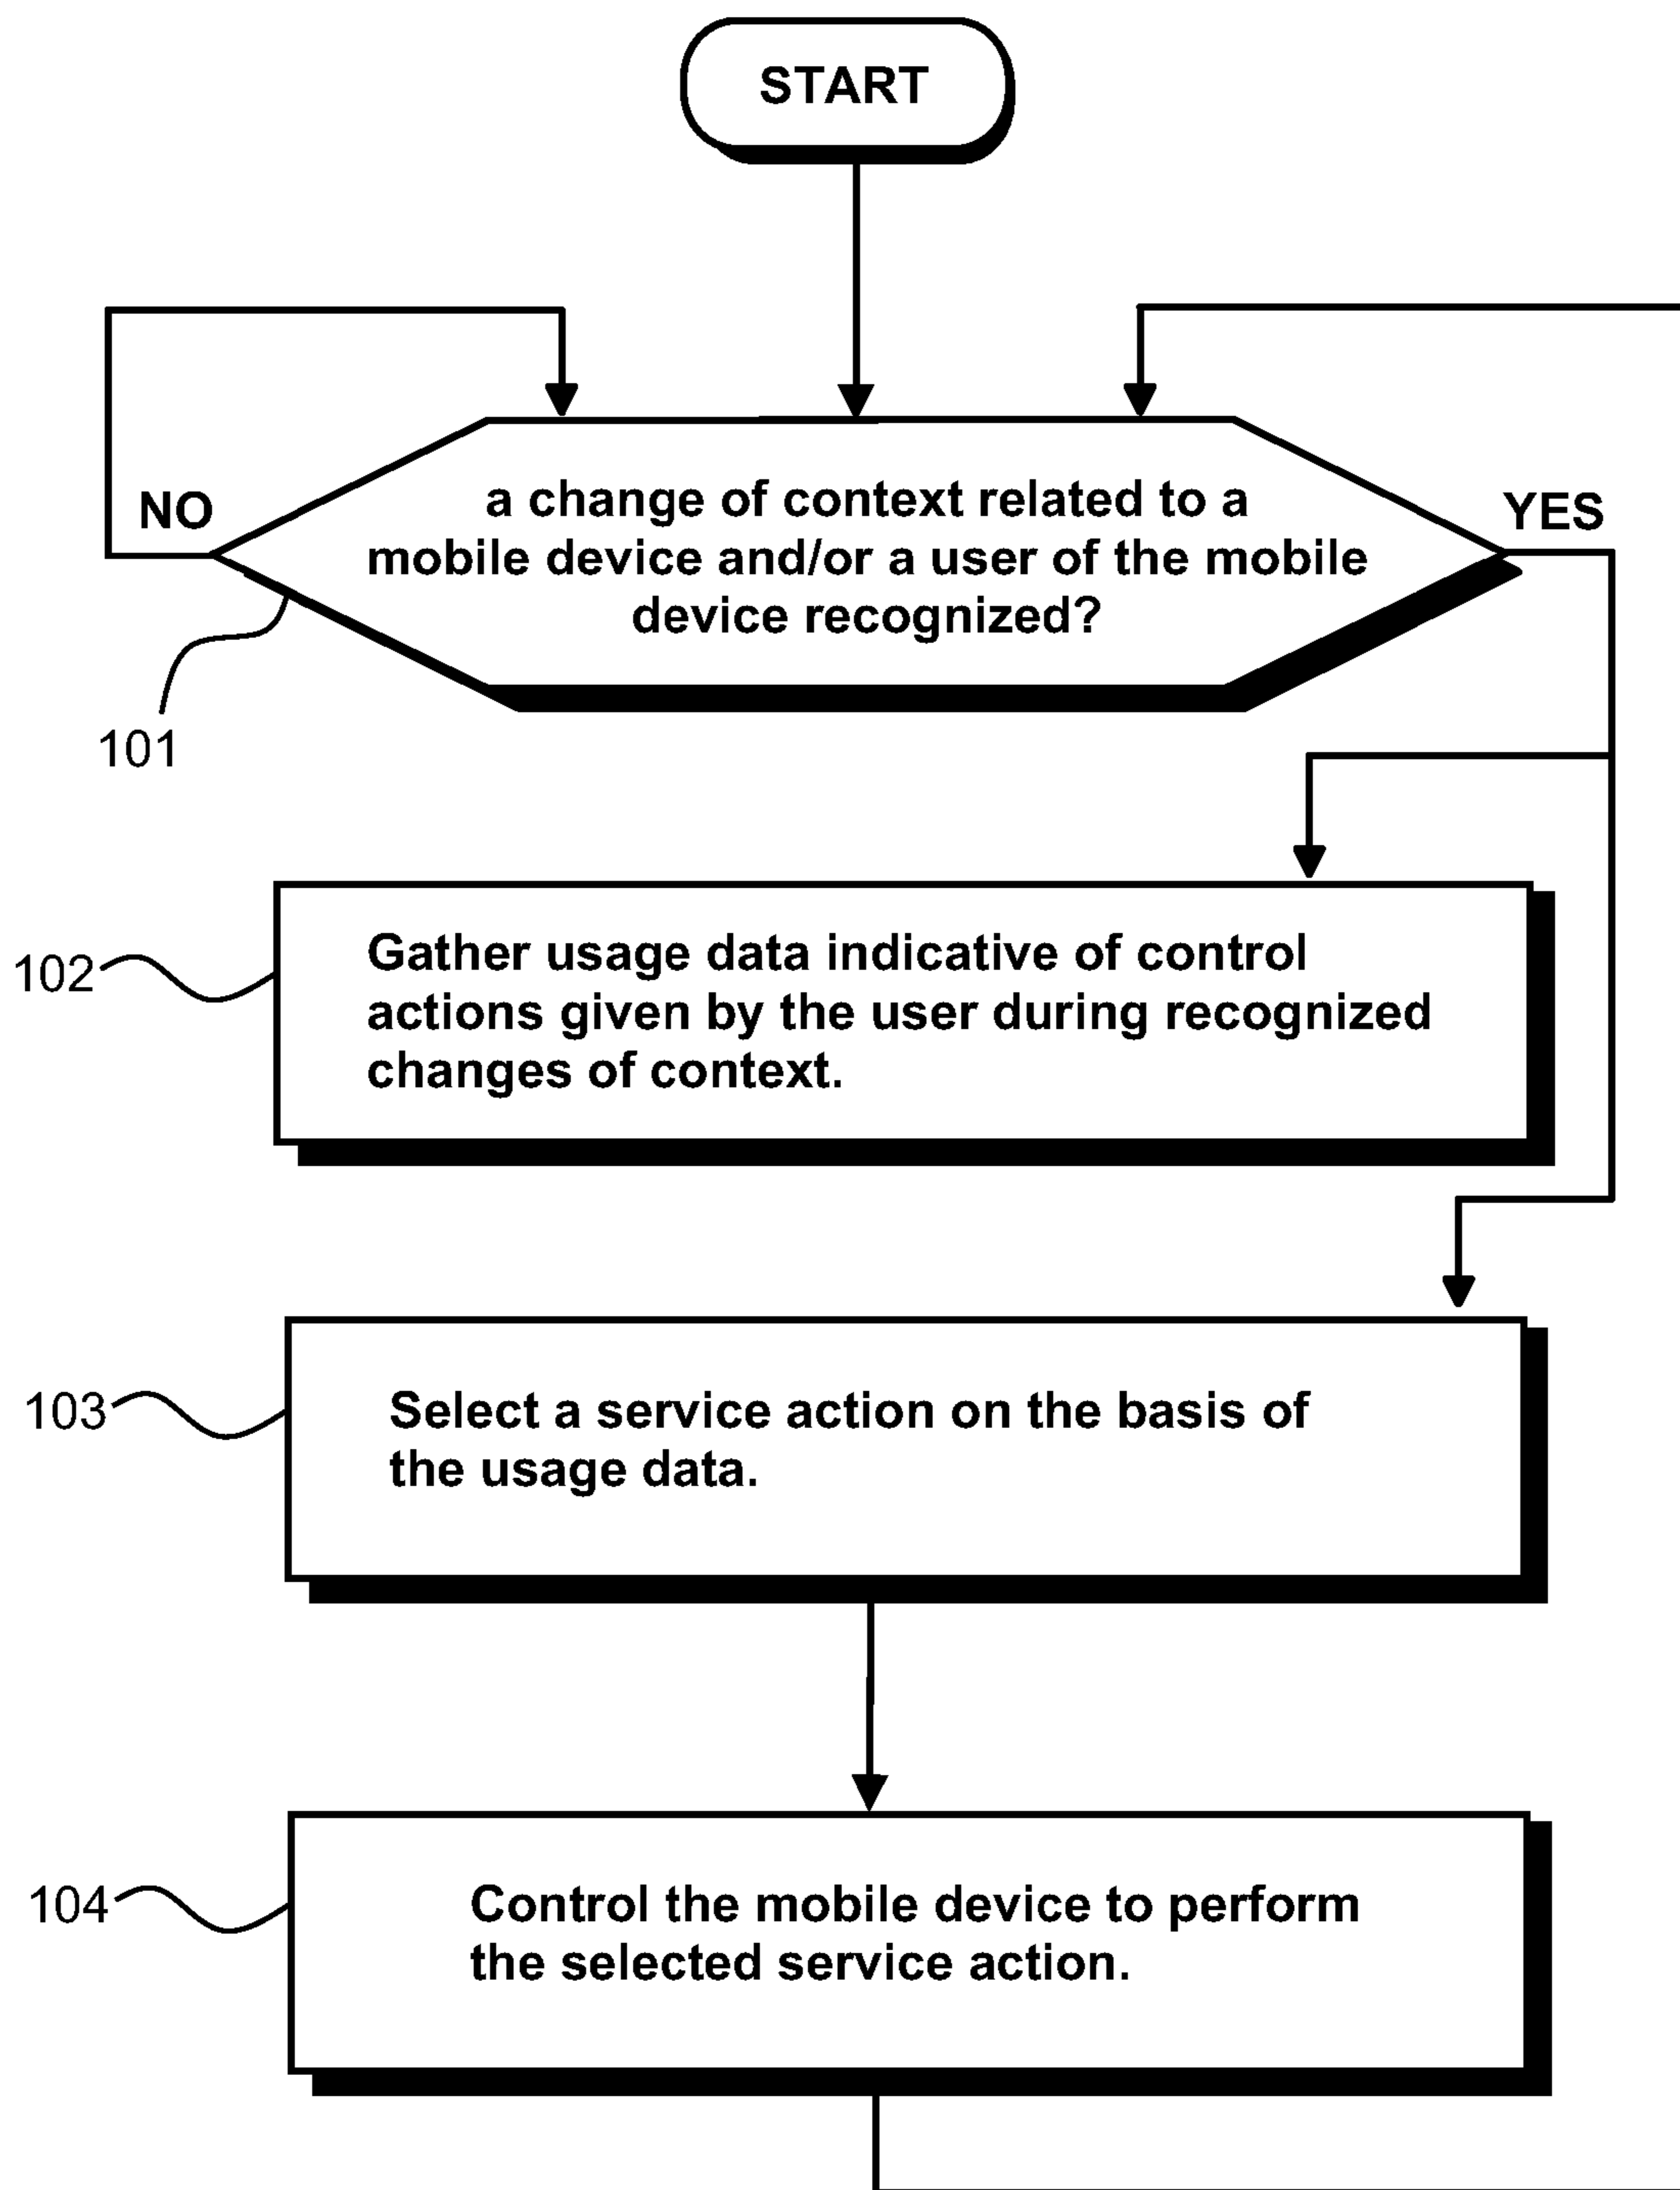 START
NO
a change of context related to a
mobile device and/or a user of the mobile
device recognized?
YES
101
102
Gather usage data indicative of control
actions given by the user during recognized
changes of context.
103
Select a service action on the basis of
the usage data.
104
Control the mobile device to perform
the selected service action.